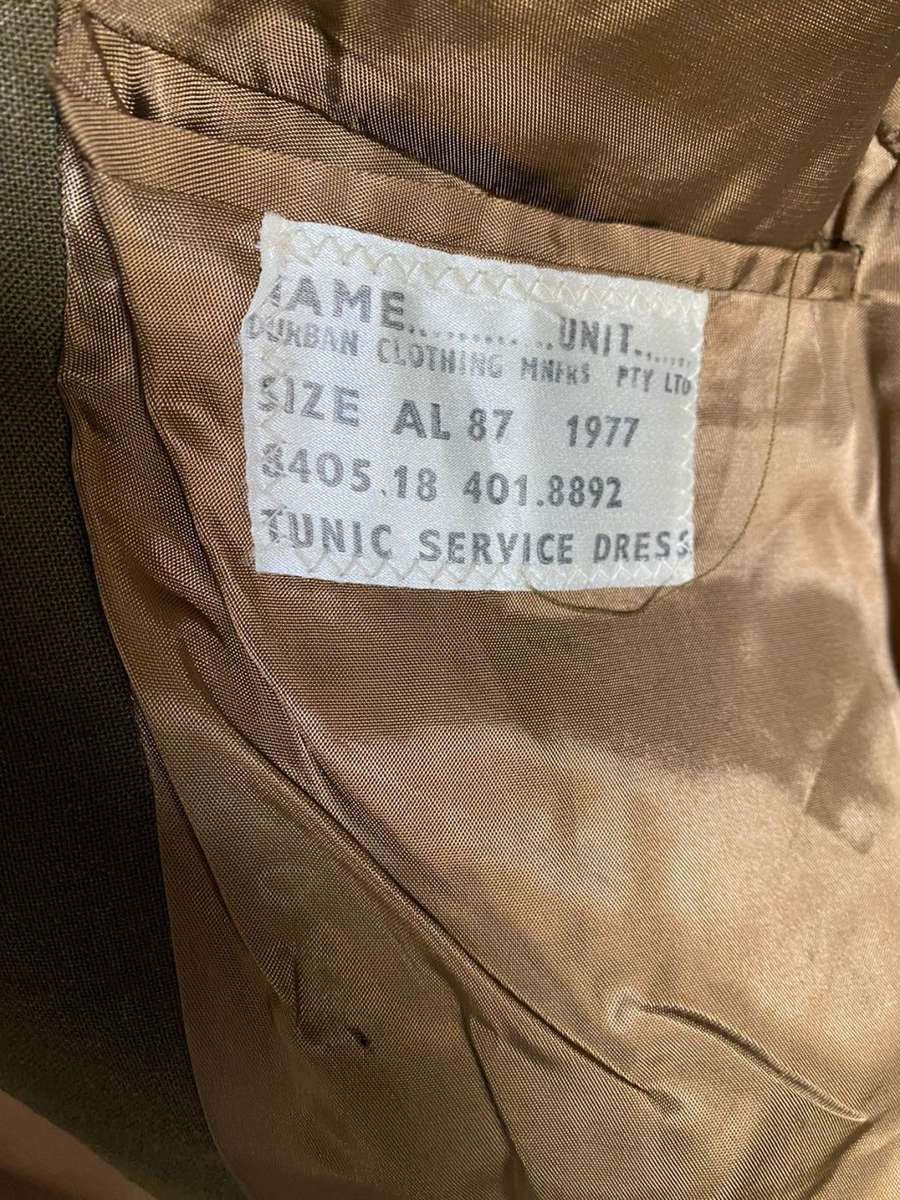 NAME............UNIT.......
DURBAN CLOTHING MNFRS PTY LTD
SIZE AL 87 1977
8405.18 401.8892
TUNIC SERVICE DRESS